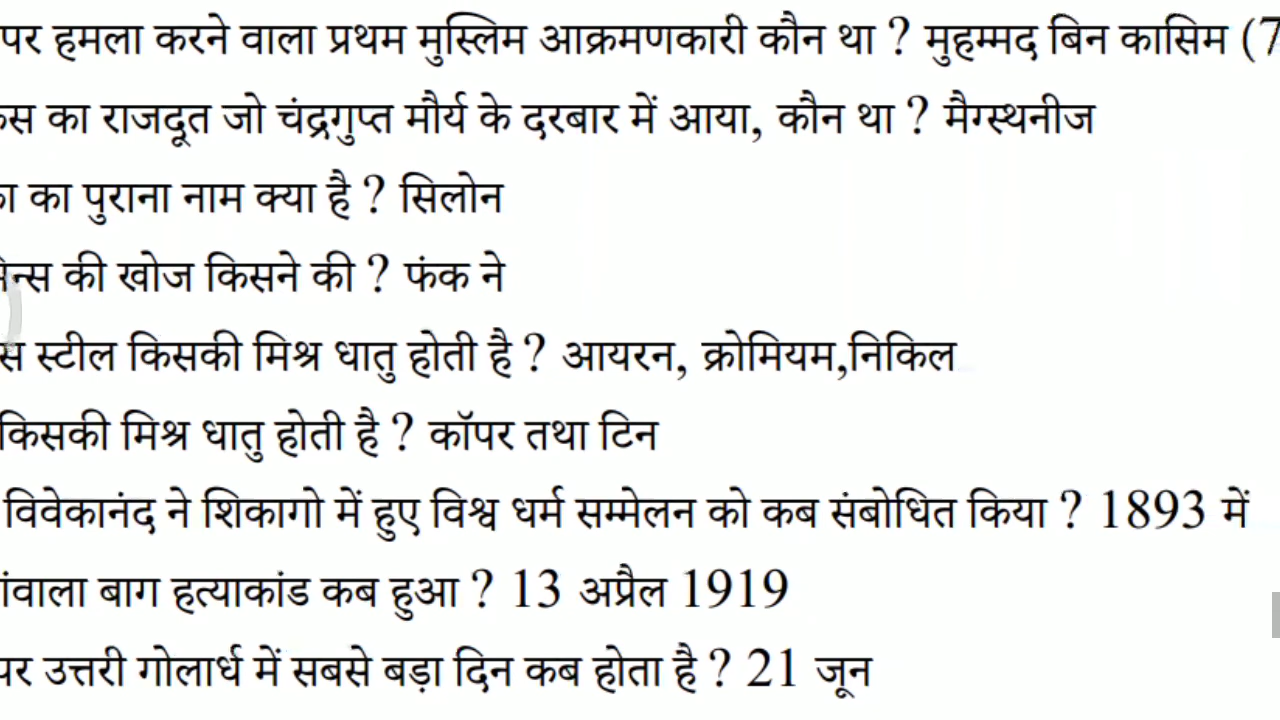 पर हमला करने वाला प्रथम मुस्लिम आक्रमणकारी कौन था ? मुहम्मद बिन कासिम (7
का राजदूत जो चंद्रगुप्त मौर्य के दरबार में आया, कौन था ? मैग्स्थनीज
का पुराना नाम क्या है ? सिलोन
की खोज किसने की ? फंक ने
स्टील किसकी मिश्र धातु होती है ? आयरन, क्रोमियम,निकिल
किसकी मिश्र धातु होती है ? कॉपर तथा टिन
विवेकानंद ने शिकागो में हुए विश्व धर्म सम्मेलन को कब संबोधित किया ? 1893 में
बाग हत्याकांड कब हुआ ? 13 अप्रैल 1919
पर उत्तरी गोलार्ध में सबसे बड़ा दिन कब होता है ? 21 जून